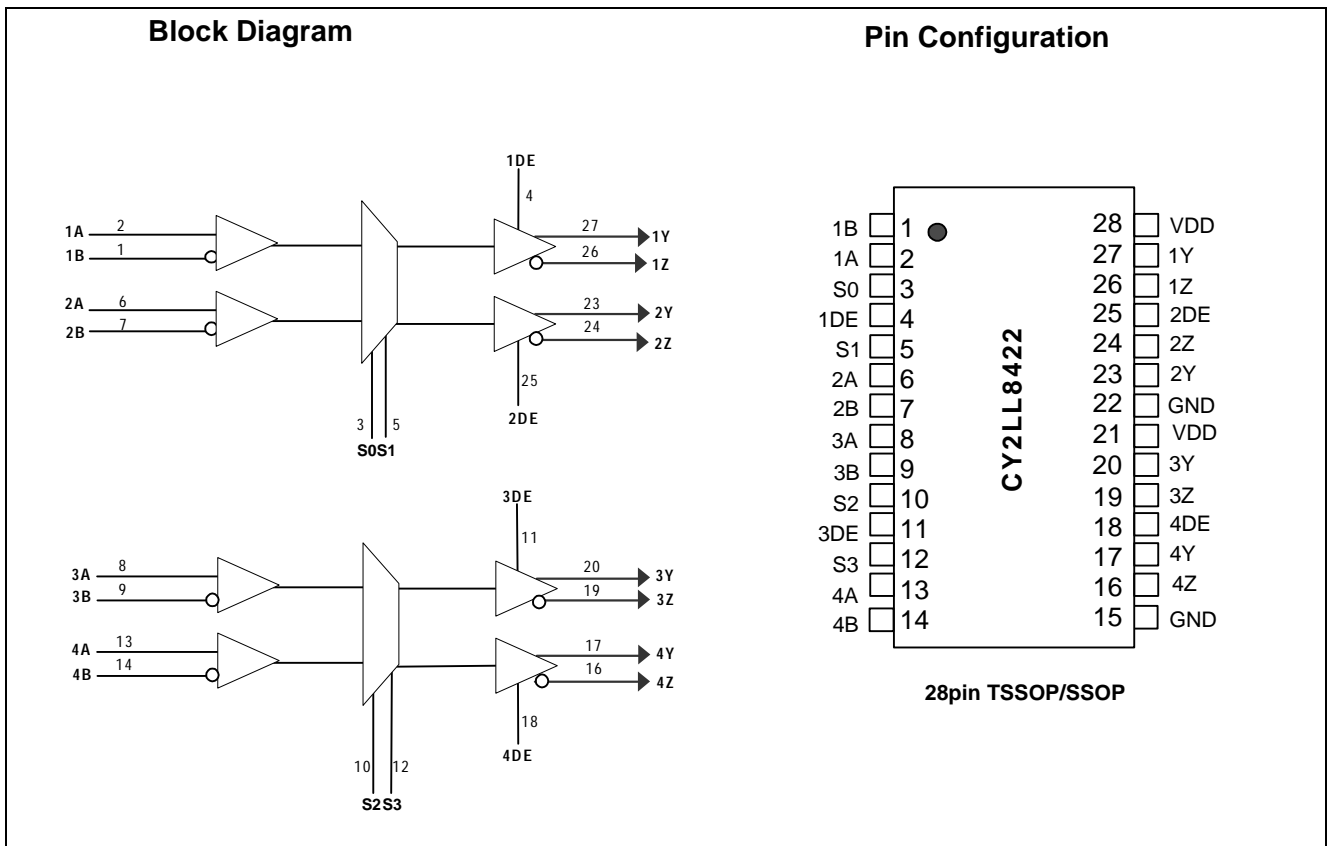 Block Diagram
1DE
4
1A 2
1B 1
27 1Y
26 1Z
2A 6
2B 7
23 2Y
24 2Z
25
2DE
3 5
S0S1
3DE
11
3A 8
3B 9
20 3Y
19 3Z
4A 13
4B 14
17 4Y
16 4Z
18
4DE
10 12
S2S3
Pin Configuration
1B 1 28 VDD
1A 2 27 1Y
S0 3 26 1Z
1DE 4 25 2DE
S1 5 24 2Z
2A 6 23 2Y
2B 7 22 GND
3A 8 21 VDD
3B 9 20 3Y
S2 10 19 3Z
3DE 11 18 4DE
S3 12 17 4Y
4A 13 16 4Z
4B 14 15 GND
CY2LL8422
28pin TSSOP/SSOP